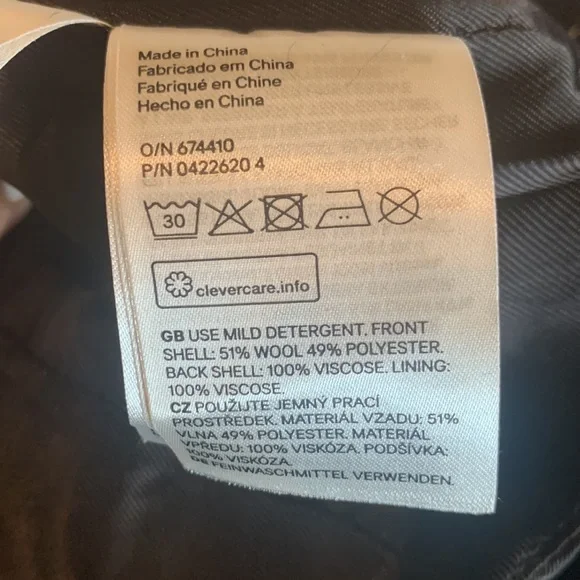 Made in China
Fabricado em China
Fabriqué en Chine
Hecho en China
O/N 674410
P/N 0422620 4
30
clevercare.info
GB USE MILD DETERGENT. FRONT
SHELL: 51% WOOL 49% POLYESTER.
BACK SHELL: 100% VISCOSE. LINING:
100% VISCOSE.
CZ POUŽIJTE JEMNÝ PRACÍ
PROSTŘEDEK. MATERIÁL VZADU: 51%
VLNA 49% POLYESTER. MATERIÁL
VPŘEDU: 100% VISKÓZA. PODŠÍVKA:
100% VISKÓZA.
DE FEINWASCHMITTEL VERWENDEN.